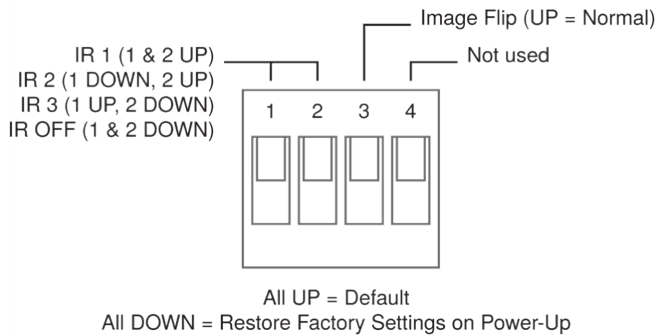 Image Flip (UP = Normal)
IR 1 (1 & 2 UP)
Not used
IR 2 (1 DOWN, 2 UP)
IR 3 (1 UP, 2 DOWN)
IR OFF (1 & 2 DOWN)
1 2 3 4
All UP = Default
All DOWN = Restore Factory Settings on Power-Up